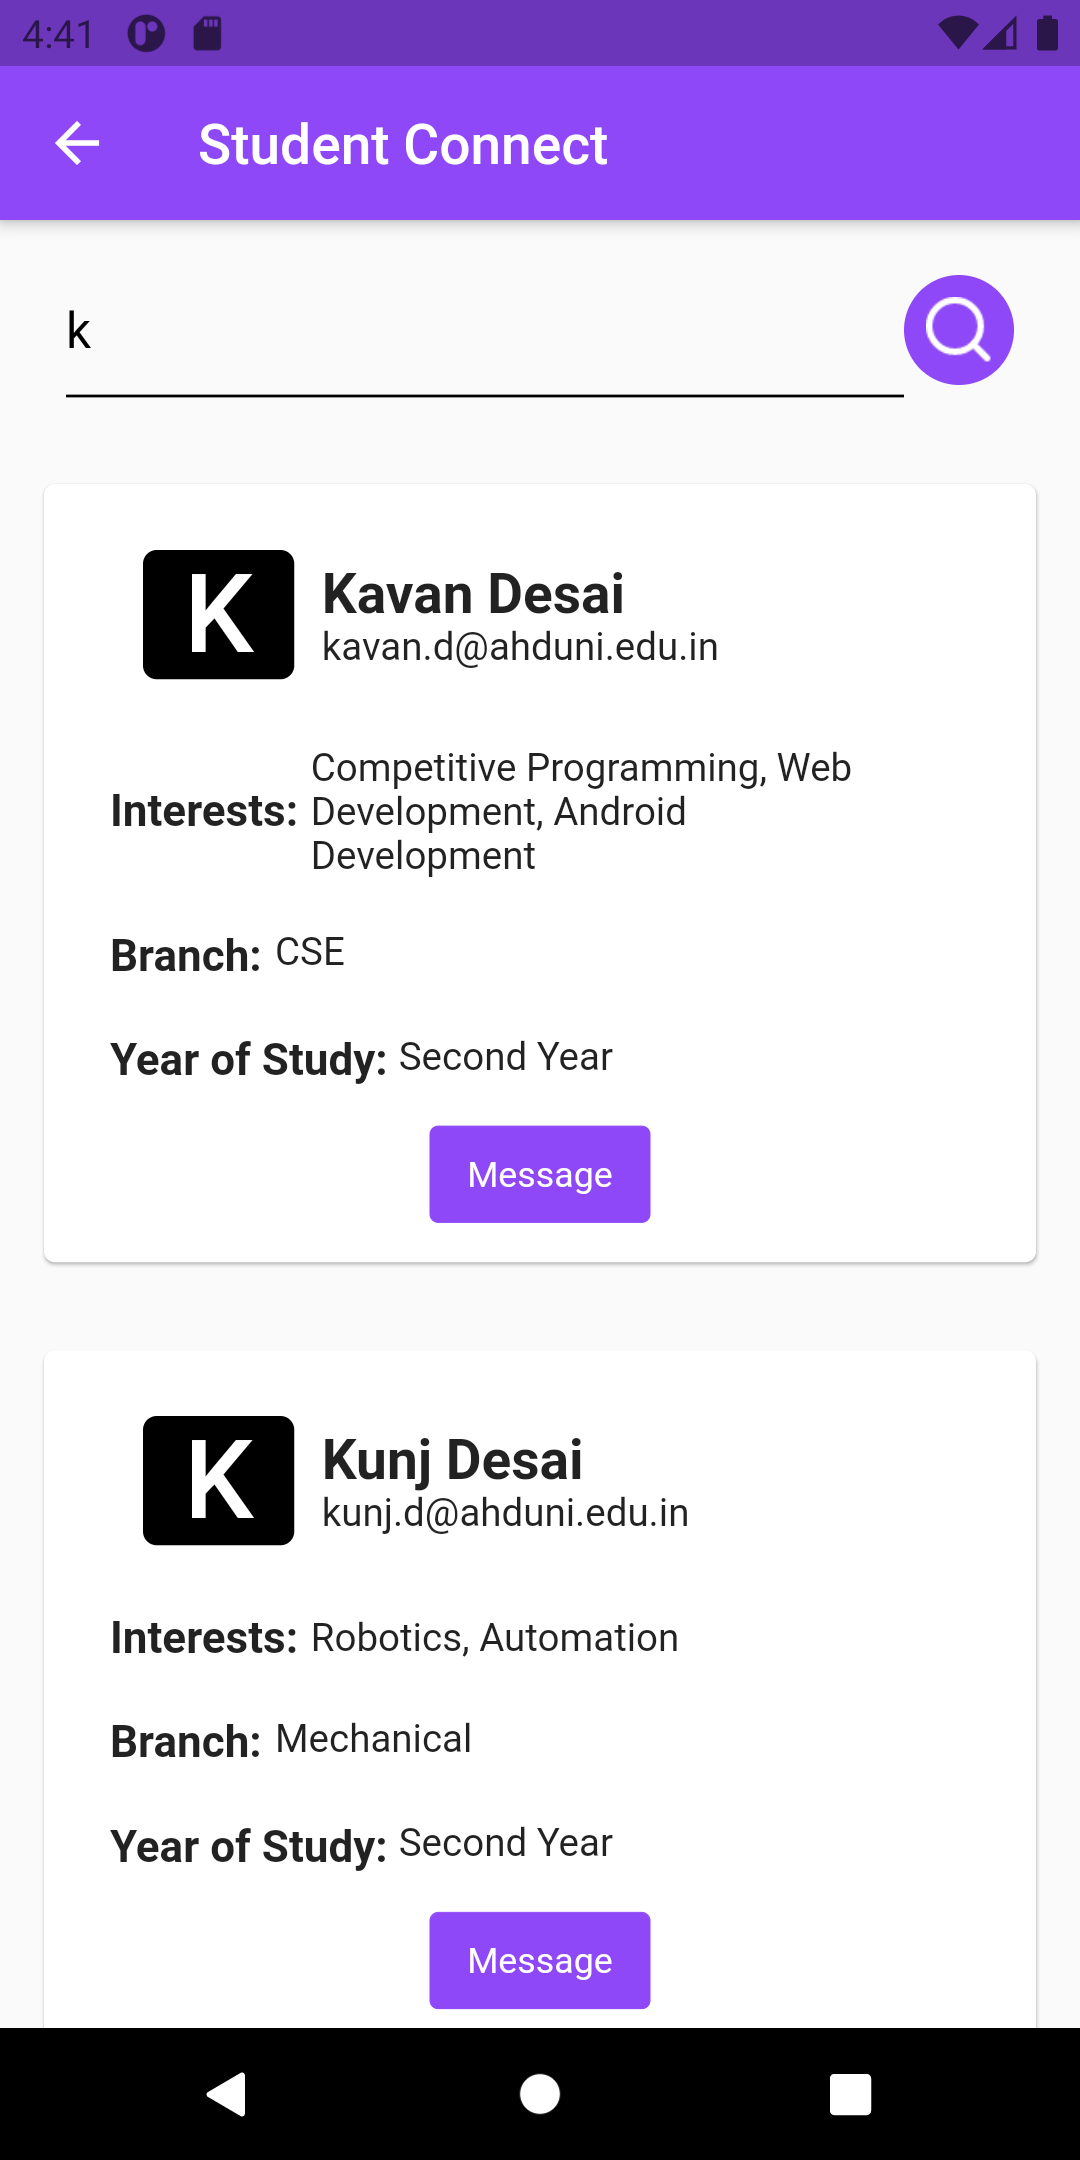 4:41
Student Connect
k
K
Kavan Desai
kavan.d@ahduni.edu.in
Interests: Competitive Programming, Web
Development, Android
Development
Branch: CSE
Year of Study: Second Year
Message
K
Kunj Desai
kunj.d@ahduni.edu.in
Interests: Robotics, Automation
Branch: Mechanical
Year of Study: Second Year
Message